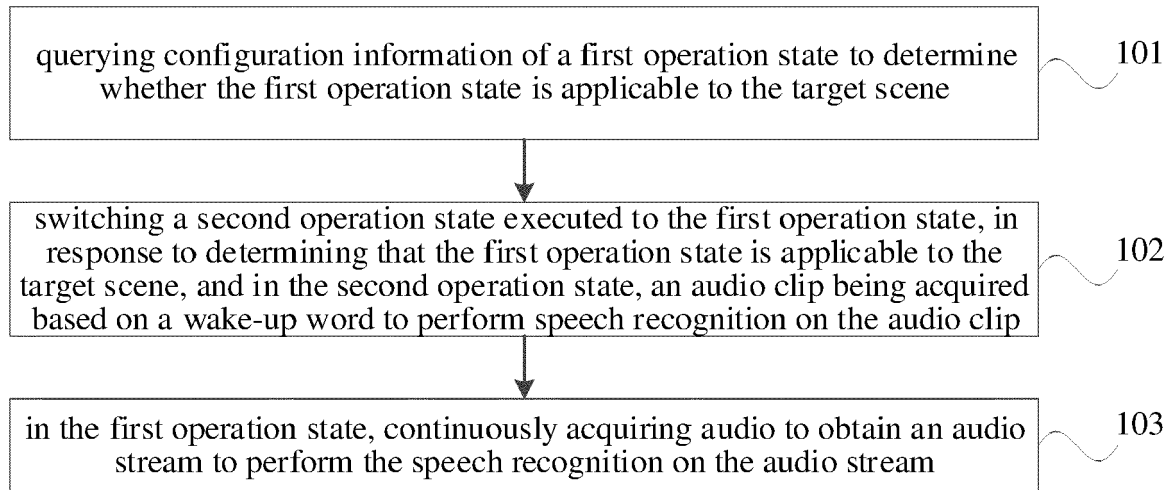 querying configuration information of a first operation state to determine
whether the first operation state is applicable to the target scene
101
switching a second operation state executed to the first operation state, in
response to determining that the first operation state is applicable to the
target scene, and in the second operation state, an audio clip being acquired
based on a wake-up word to perform speech recognition on the audio clip
102
in the first operation state, continuously acquiring audio to obtain an audio
stream to perform the speech recognition on the audio stream
103